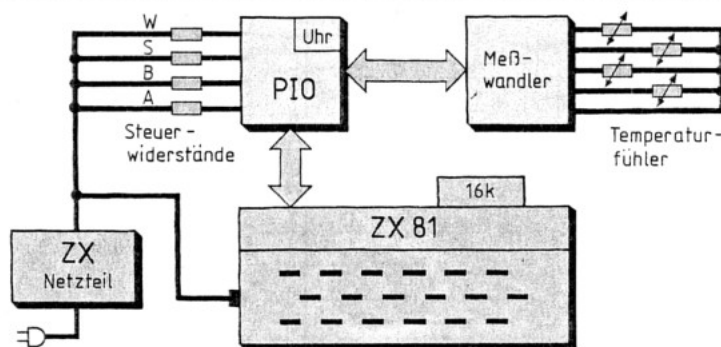 W
S
B
A
Steuer-
widerstände
Uhr
PIO
Meß-
wandler
Temperatur-
fühler
16k
ZX 81
ZX
Netzteil